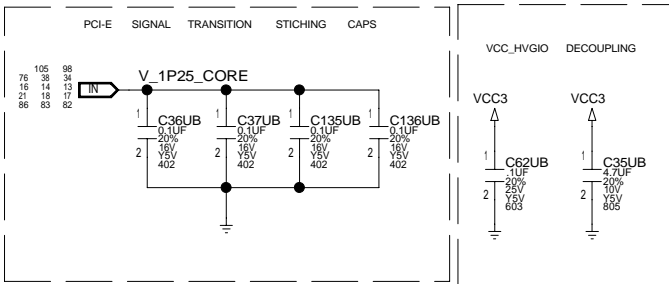 PCI-E SIGNAL TRANSITION STICHING CAPS
105 98
76 38 34
16 14 13
21 18 17
86 83 82
IN
V_1P25_CORE
1
2
C36UB
0.1UF
20%
16V
Y5V
402
1
2
C37UB
0.1UF
20%
16V
Y5V
402
1
2
C135UB
0.1UF
20%
16V
Y5V
402
1
2
C136UB
0.1UF
20%
16V
Y5V
402
VCC_HVGIO DECOUPLING
VCC3
1
2
C62UB
.1UF
20%
25V
Y5V
603
VCC3
1
2
C35UB
4.7UF
20%
10V
Y5V
805